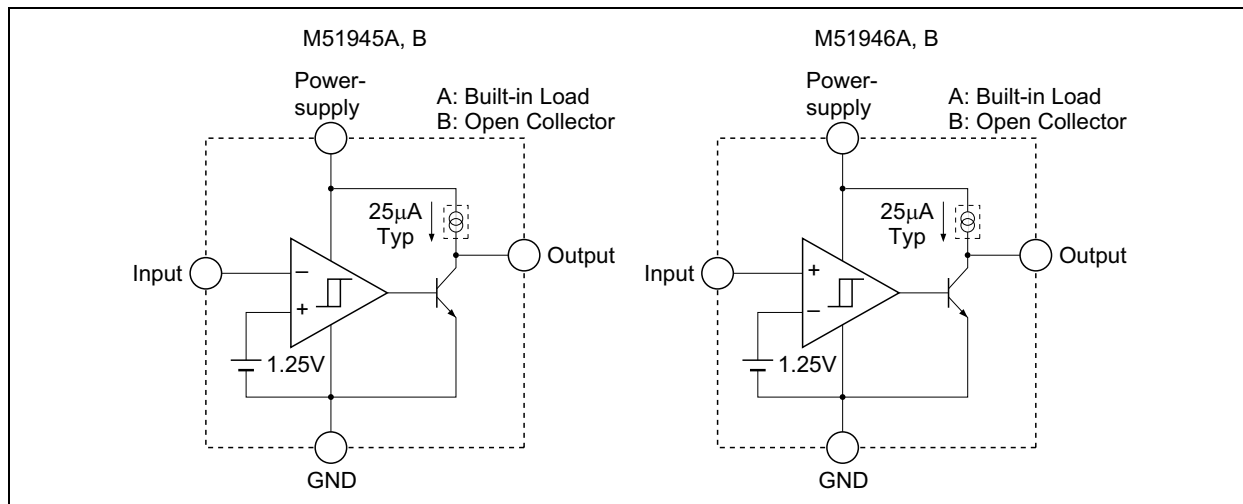 M51945A, B
Power-
supply
A: Built-in Load
B: Open Collector
25μA
Typ
Input
−
+
Output
1.25V
GND
M51946A, B
Power-
supply
A: Built-in Load
B: Open Collector
25μA
Typ
Input
+
−
Output
1.25V
GND